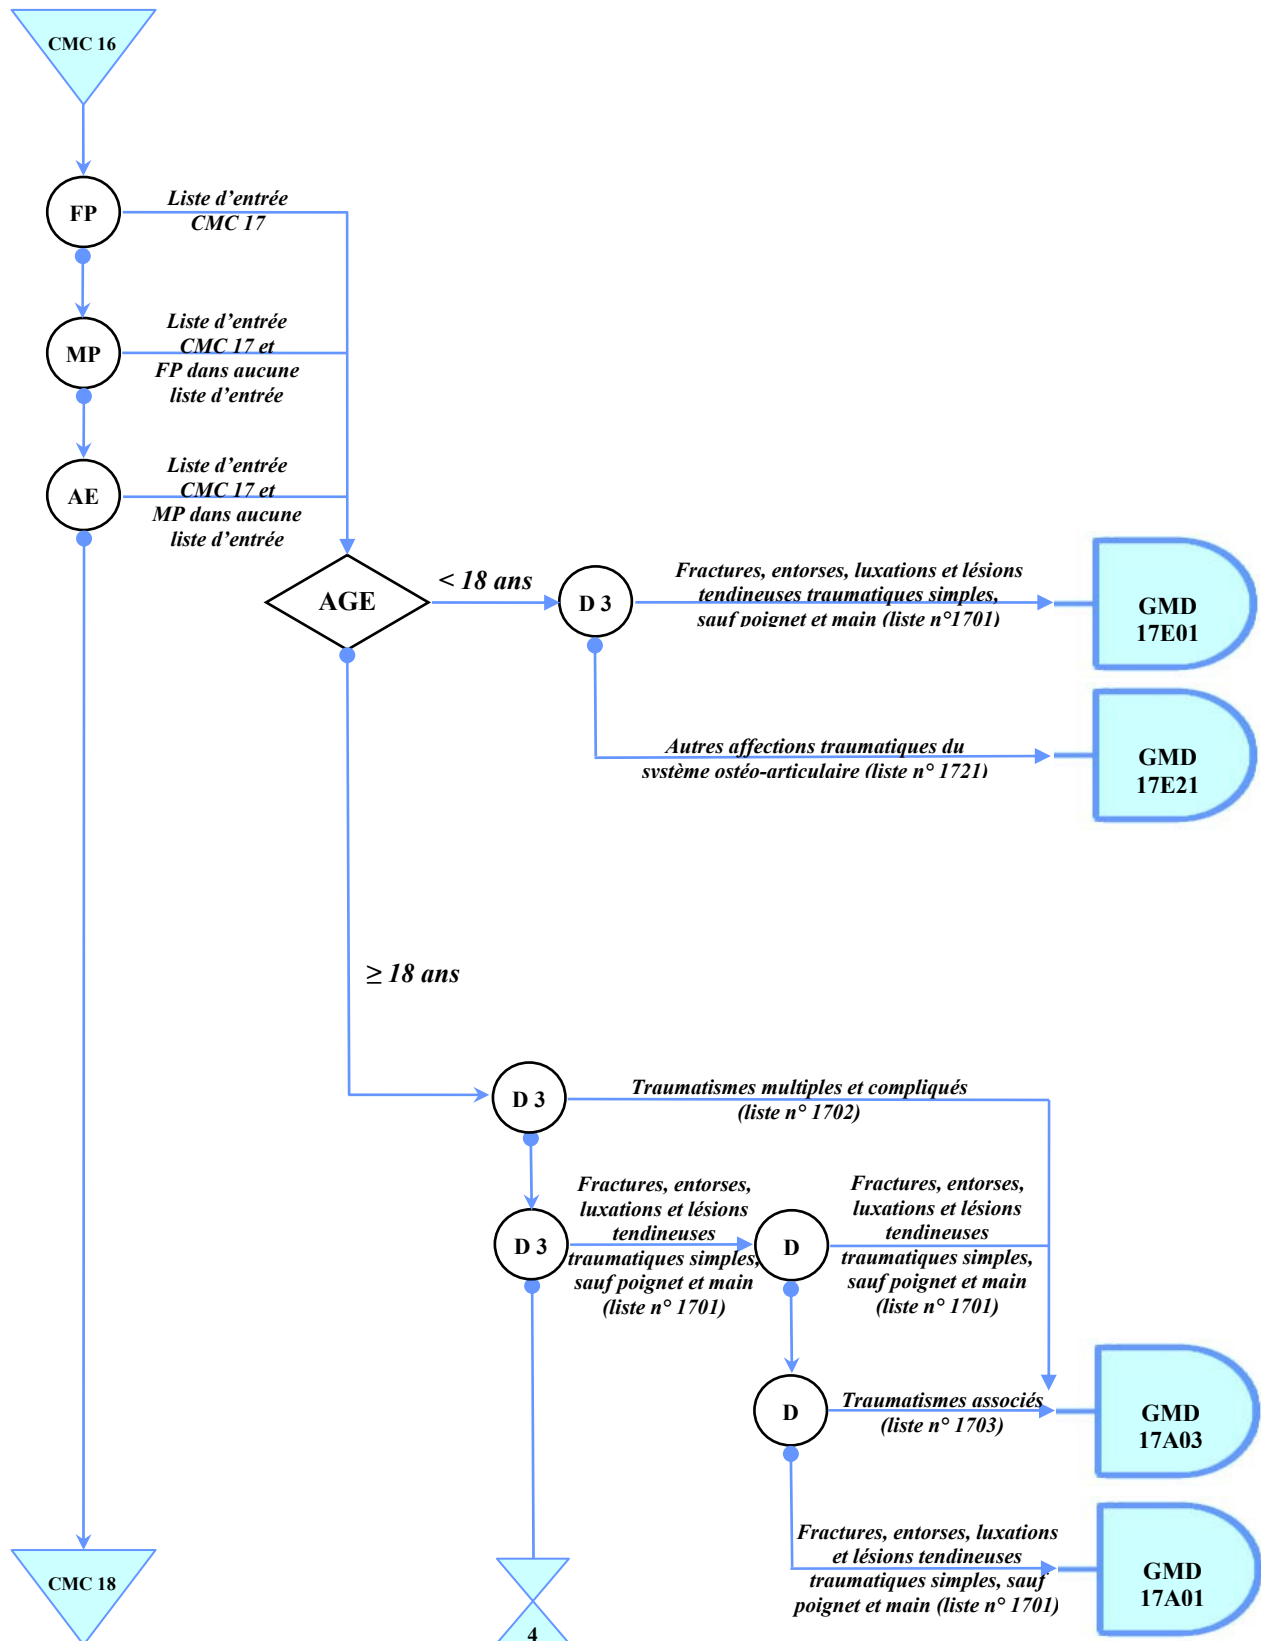 CMC 16
FP
Liste d’entrée
CMC 17
MP
Liste d’entrée
CMC 17 et
FP dans aucune
liste d’entrée
AE
Liste d’entrée
CMC 17 et
MP dans aucune
liste d’entrée
AGE
< 18 ans
D 3
Fractures, entorses, luxations et lésions
tendineuses traumatiques simples,
sauf poignet et main (liste n°1701)
GMD
17E01
Autres affections traumatiques du
système ostéo-articulaire (liste n° 1721)
GMD
17E21
≥ 18 ans
D 3
Traumatismes multiples et compliqués
(liste n° 1702)
D 3
Fractures, entorses,
luxations et lésions
tendineuses
traumatiques simples,
sauf poignet et main
(liste n° 1701)
D
Fractures, entorses,
luxations et lésions
tendineuses
traumatiques simples,
sauf poignet et main
(liste n° 1701)
D
Traumatismes associés
(liste n° 1703)
GMD
17A03
Fractures, entorses, luxations
et lésions tendineuses
traumatiques simples, sauf
poignet et main (liste n° 1701)
GMD
17A01
CMC 18
4